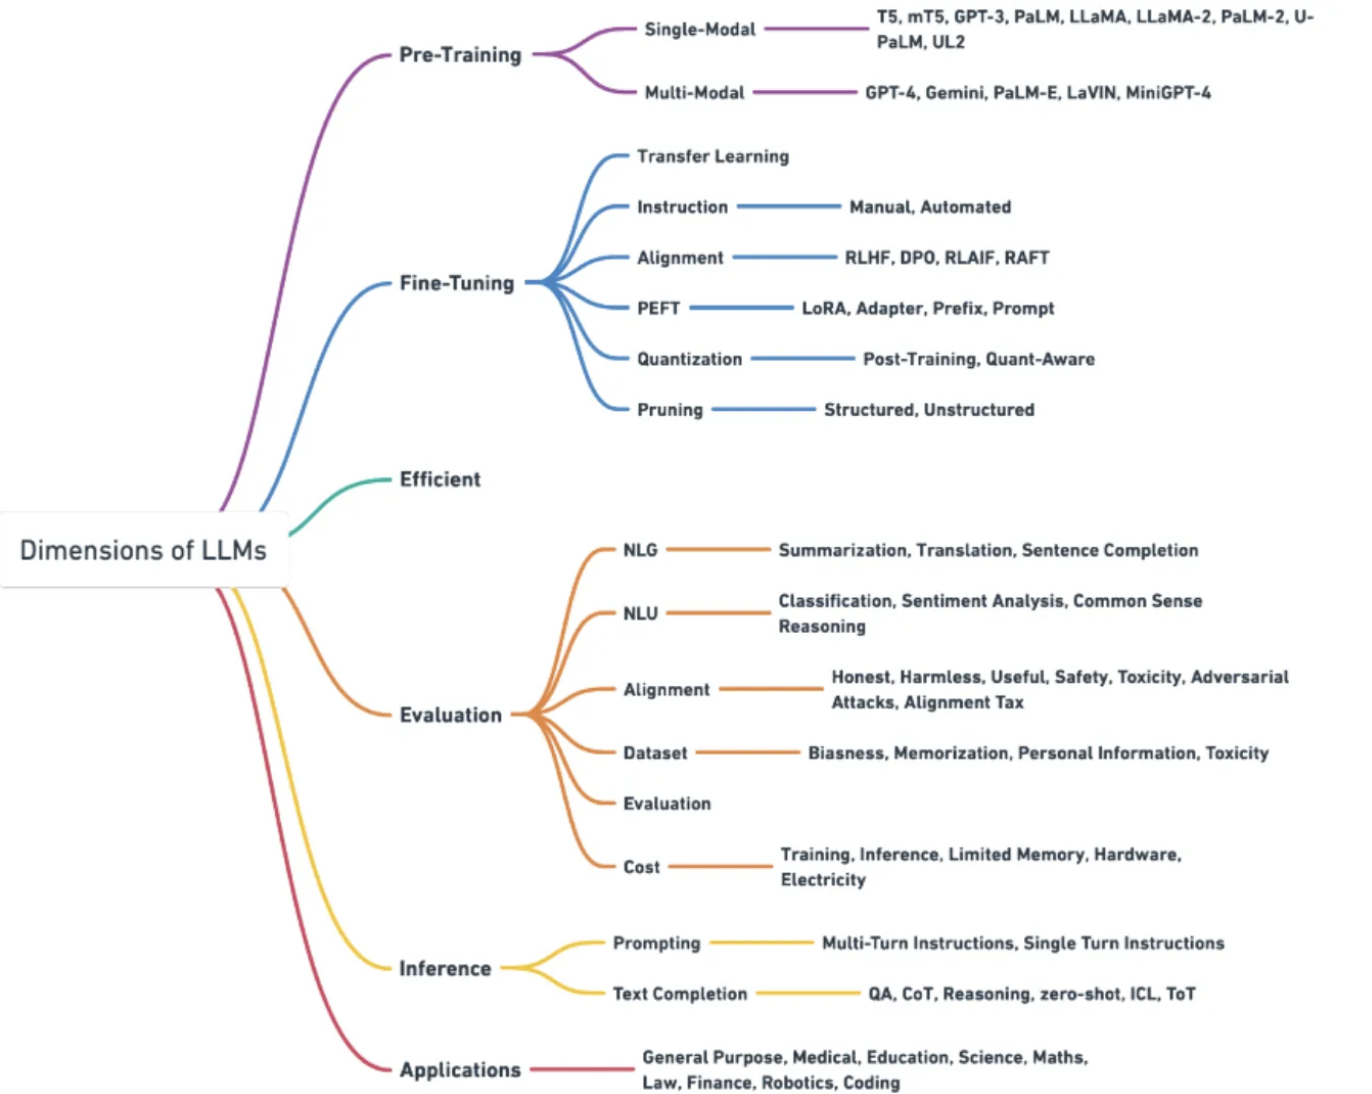 Dimensions of LLMs
Pre-Training
Single-Modal
T5, mT5, GPT-3, PaLM, LLaMA, LLaMA-2, PaLM-2, U-
PaLM, UL2
Multi-Modal
GPT-4, Gemini, PaLM-E, LaVIN, MiniGPT-4
Fine-Tuning
Transfer Learning
Instruction
Manual, Automated
Alignment
RLHF, DPO, RLAIF, RAFT
PEFT
LoRA, Adapter, Prefix, Prompt
Quantization
Post-Training, Quant-Aware
Pruning
Structured, Unstructured
Efficient
Evaluation
NLG
Summarization, Translation, Sentence Completion
NLU
Classification, Sentiment Analysis, Common Sense
Reasoning
Alignment
Honest, Harmless, Useful, Safety, Toxicity, Adversarial
Attacks, Alignment Tax
Dataset
Biasness, Memorization, Personal Information, Toxicity
Evaluation
Cost
Training, Inference, Limited Memory, Hardware,
Electricity
Inference
Prompting
Multi-Turn Instructions, Single Turn Instructions
Text Completion
QA, CoT, Reasoning, zero-shot, ICL, ToT
Applications
General Purpose, Medical, Education, Science, Maths,
Law, Finance, Robotics, Coding